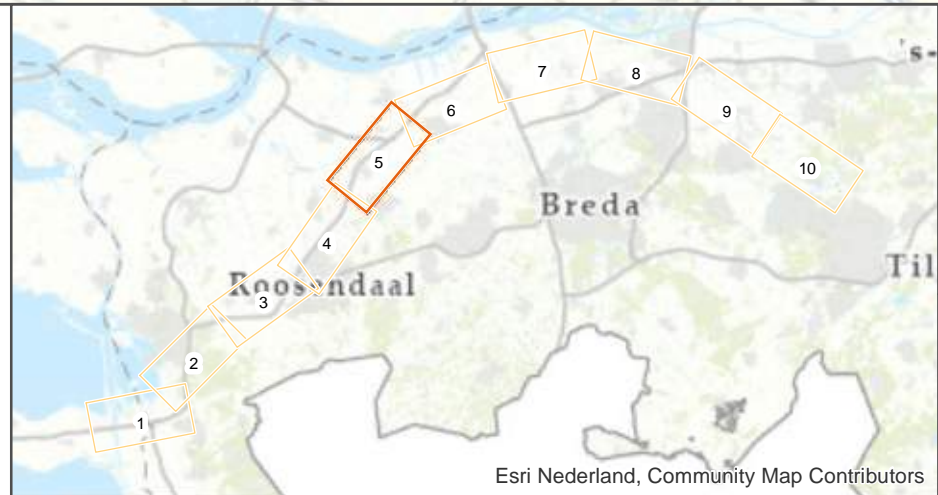 's-
7
8
6
9
5
10
Breda
4
Til
Roosendaal
3
2
1
Esri Nederland, Community Map Contributors